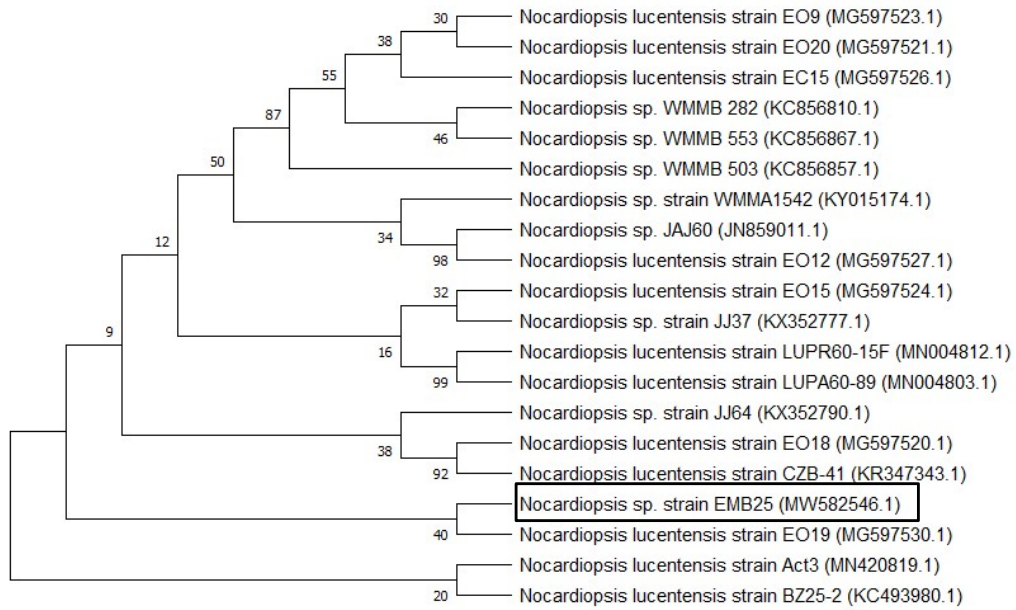 30
Nocardiopsis lucentensis strain EO9 (MG597523.1)
38
Nocardiopsis lucentensis strain EO20 (MG597521.1)
55
Nocardiopsis lucentensis strain EC15 (MG597526.1)
87
Nocardiopsis sp. WMMB 282 (KC856810.1)
46
Nocardiopsis sp. WMMB 553 (KC856867.1)
50
Nocardiopsis sp. WMMB 503 (KC856857.1)
Nocardiopsis sp. strain WMMA1542 (KY015174.1)
34
Nocardiopsis sp. JAJ60 (JN859011.1)
12
98
Nocardiopsis lucentensis strain EO12 (MG597527.1)
32
Nocardiopsis lucentensis strain EO15 (MG597524.1)
9
Nocardiopsis sp. strain JJ37 (KX352777.1)
16
Nocardiopsis lucentensis strain LUPR60-15F (MN004812.1)
99
Nocardiopsis lucentensis strain LUPA60-89 (MN004803.1)
Nocardiopsis sp. strain JJ64 (KX352790.1)
38
Nocardiopsis lucentensis strain EO18 (MG597520.1)
92
Nocardiopsis lucentensis strain CZB-41 (KR347343.1)
Nocardiopsis sp. strain EMB25 (MW582546.1)
40
Nocardiopsis lucentensis strain EO19 (MG597530.1)
Nocardiopsis lucentensis strain Act3 (MN420819.1)
20
Nocardiopsis lucentensis strain BZ25-2 (KC493980.1)